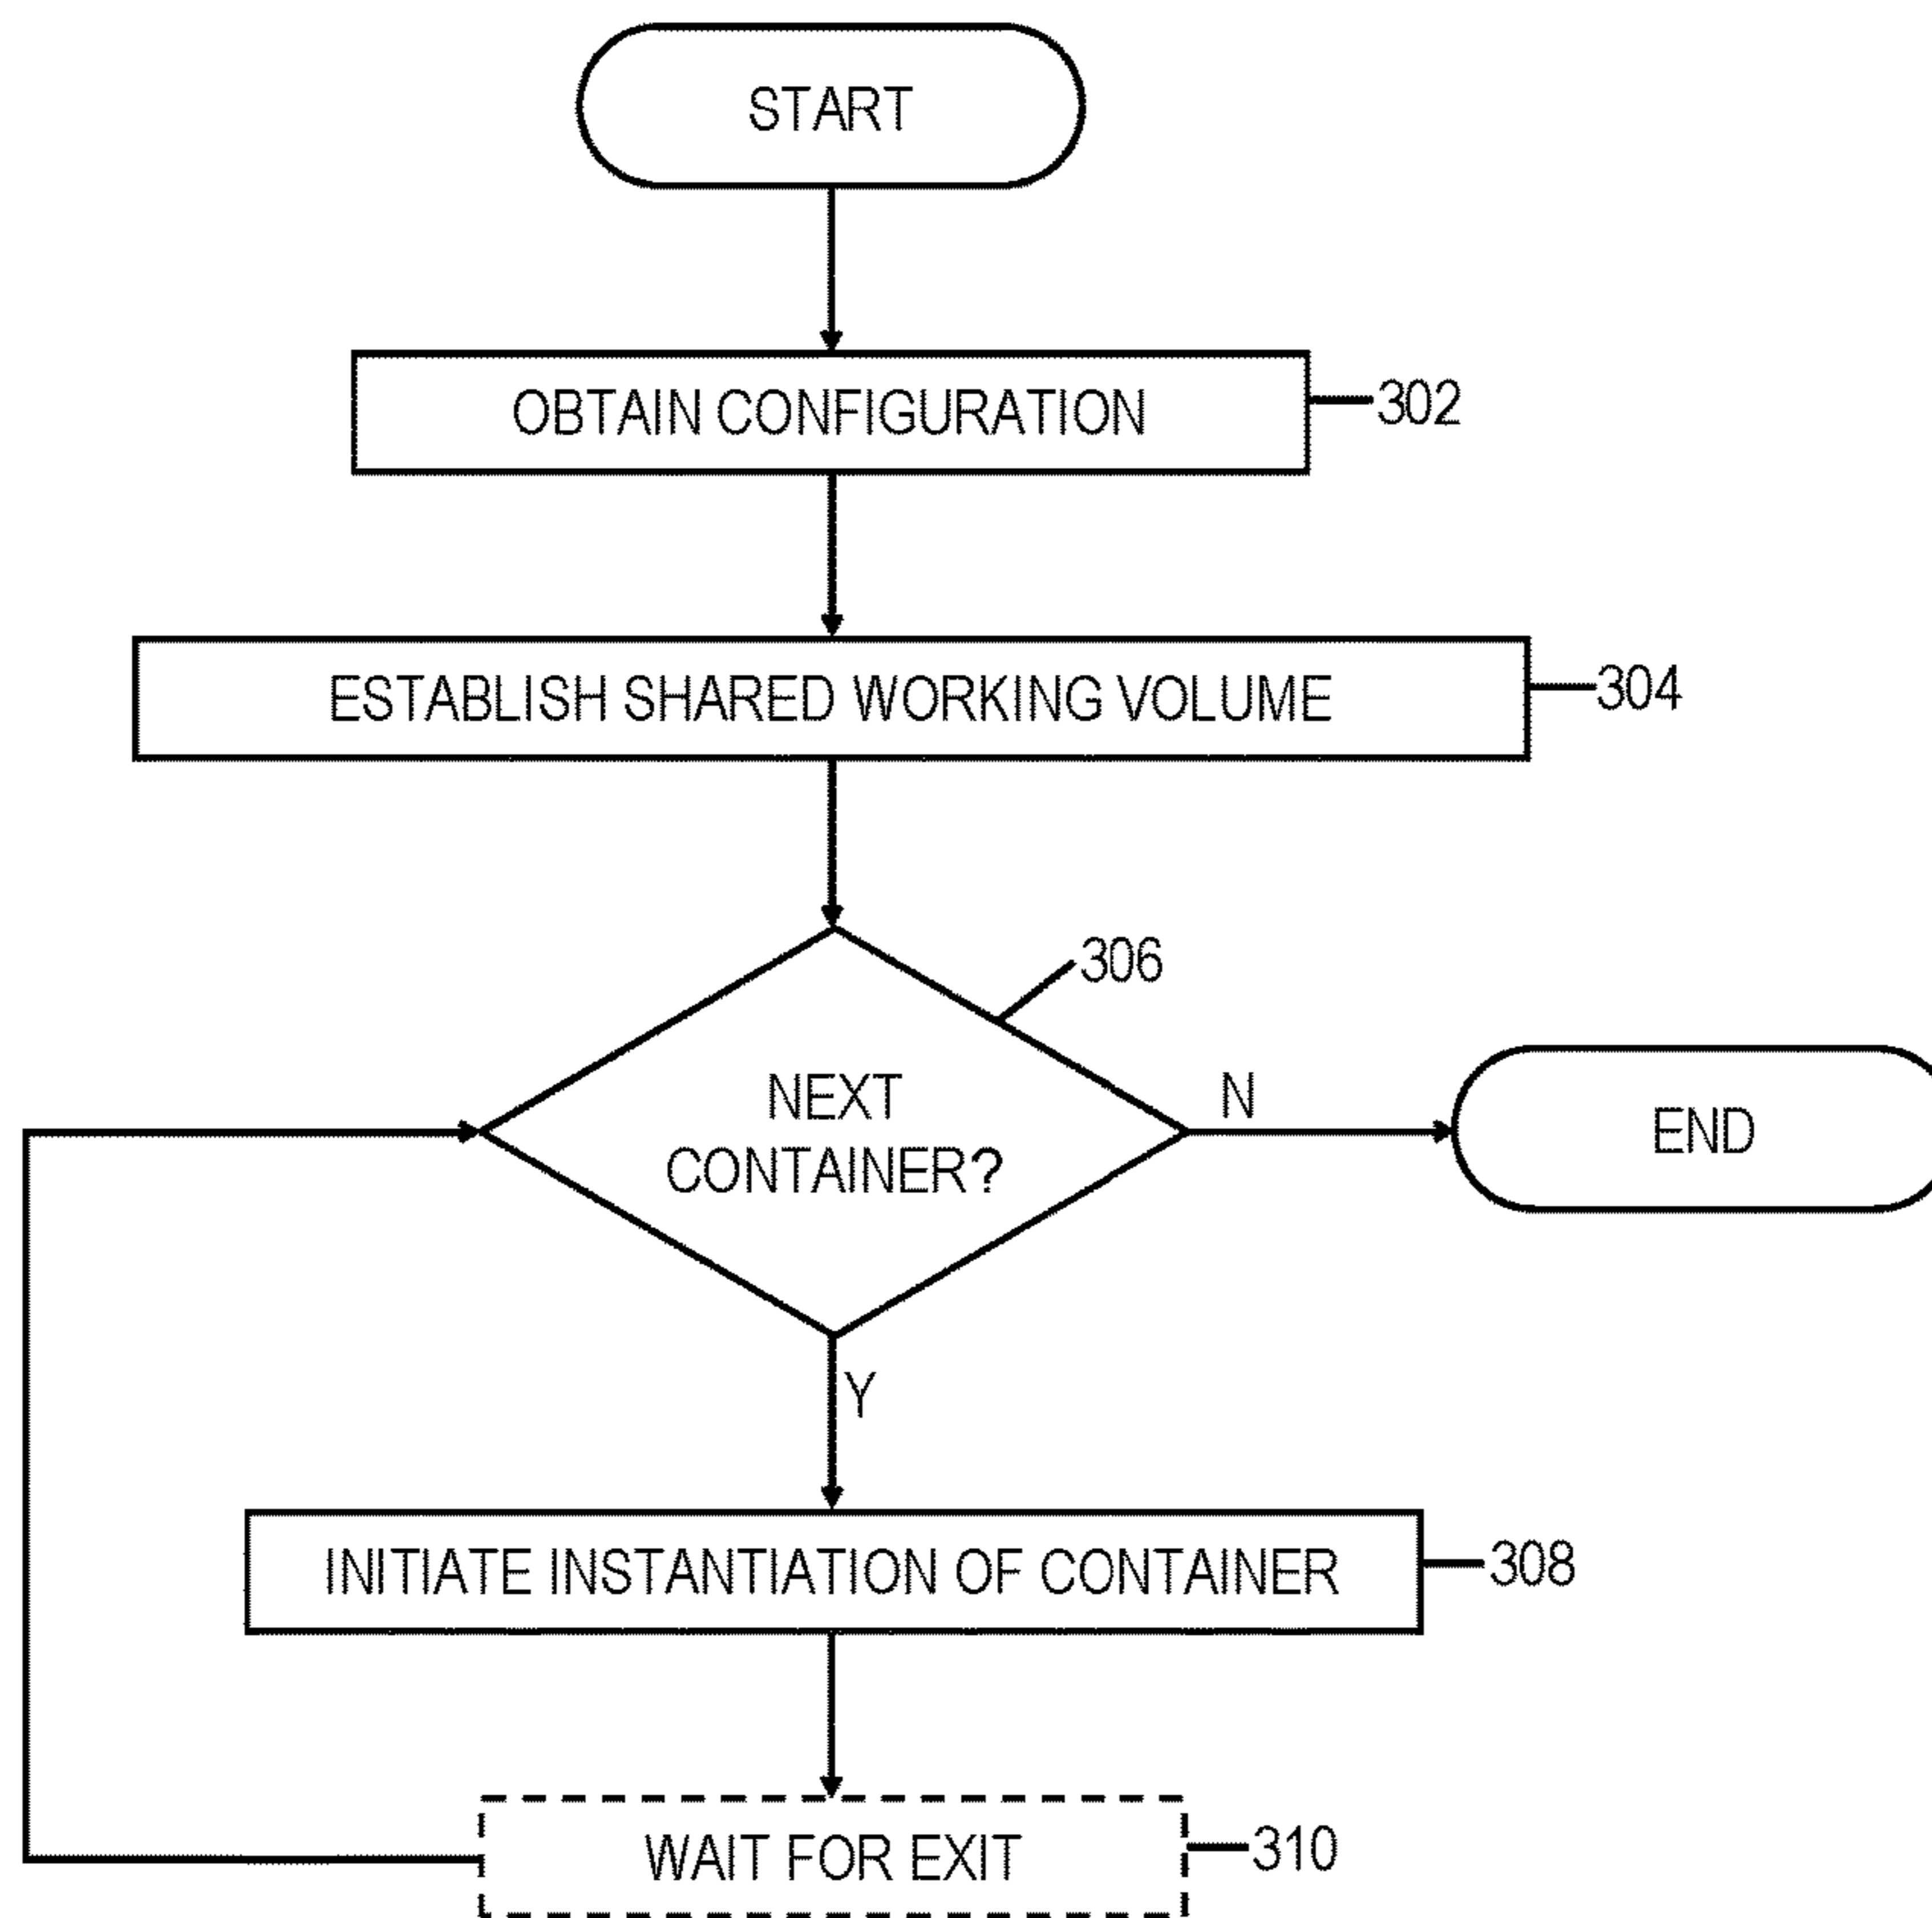 START
OBTAIN CONFIGURATION
302
ESTABLISH SHARED WORKING VOLUME
304
306
NEXT
CONTAINER?
N
END
Y
INITIATE INSTANTIATION OF CONTAINER
308
WAIT FOR EXIT
310